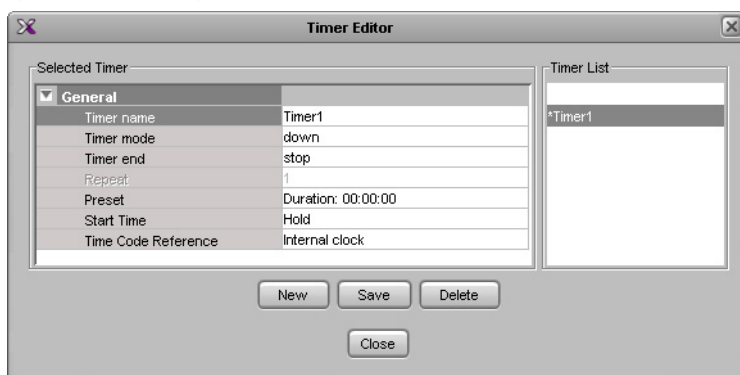 Timer Editor
Selected Timer
General
Timer name Timer1
Timer mode down
Timer end stop
Repeat 1
Preset Duration: 00:00:00
Start Time Hold
Time Code Reference Internal clock
Timer List
*Timer1
New Save Delete
Close